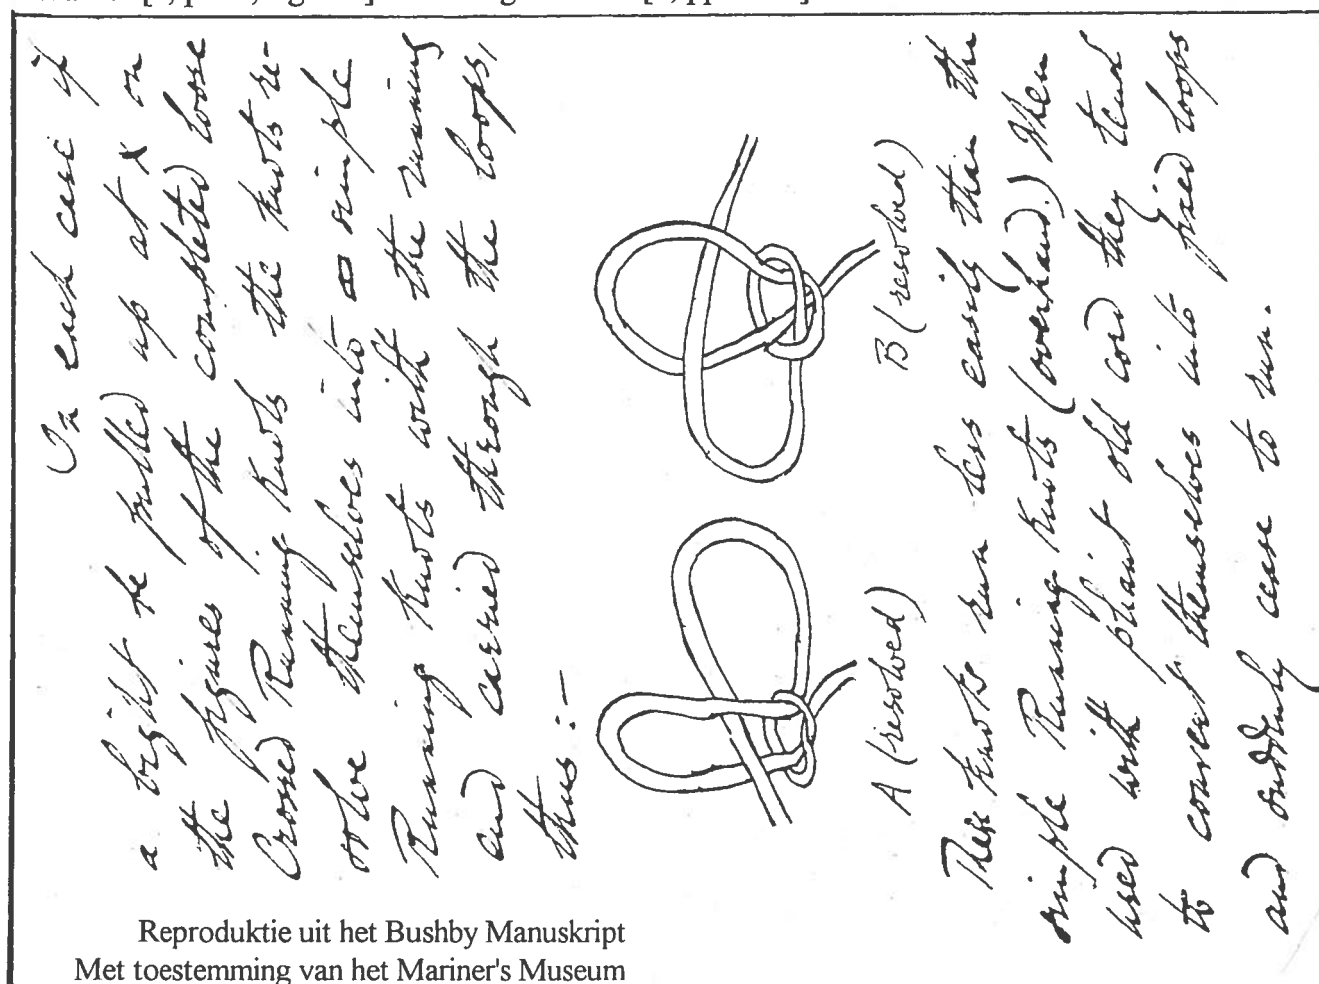 In each case if
a bight be pulled up at x on
the figures of the completed loose
Crossed Running knots the knots re-
solve themselves into simple
Running knots with the running
end carried through the loops,
thus :—
A (resolved)
B (resolved)
These knots run less easily than the
simple Running knots (overhand.) When
used with pliant old cord they tend
to convert themselves into fixed loops
and suddenly cease to run.
Reproduktie uit het Bushby Manuskript
Met toestemming van het Mariner's Museum